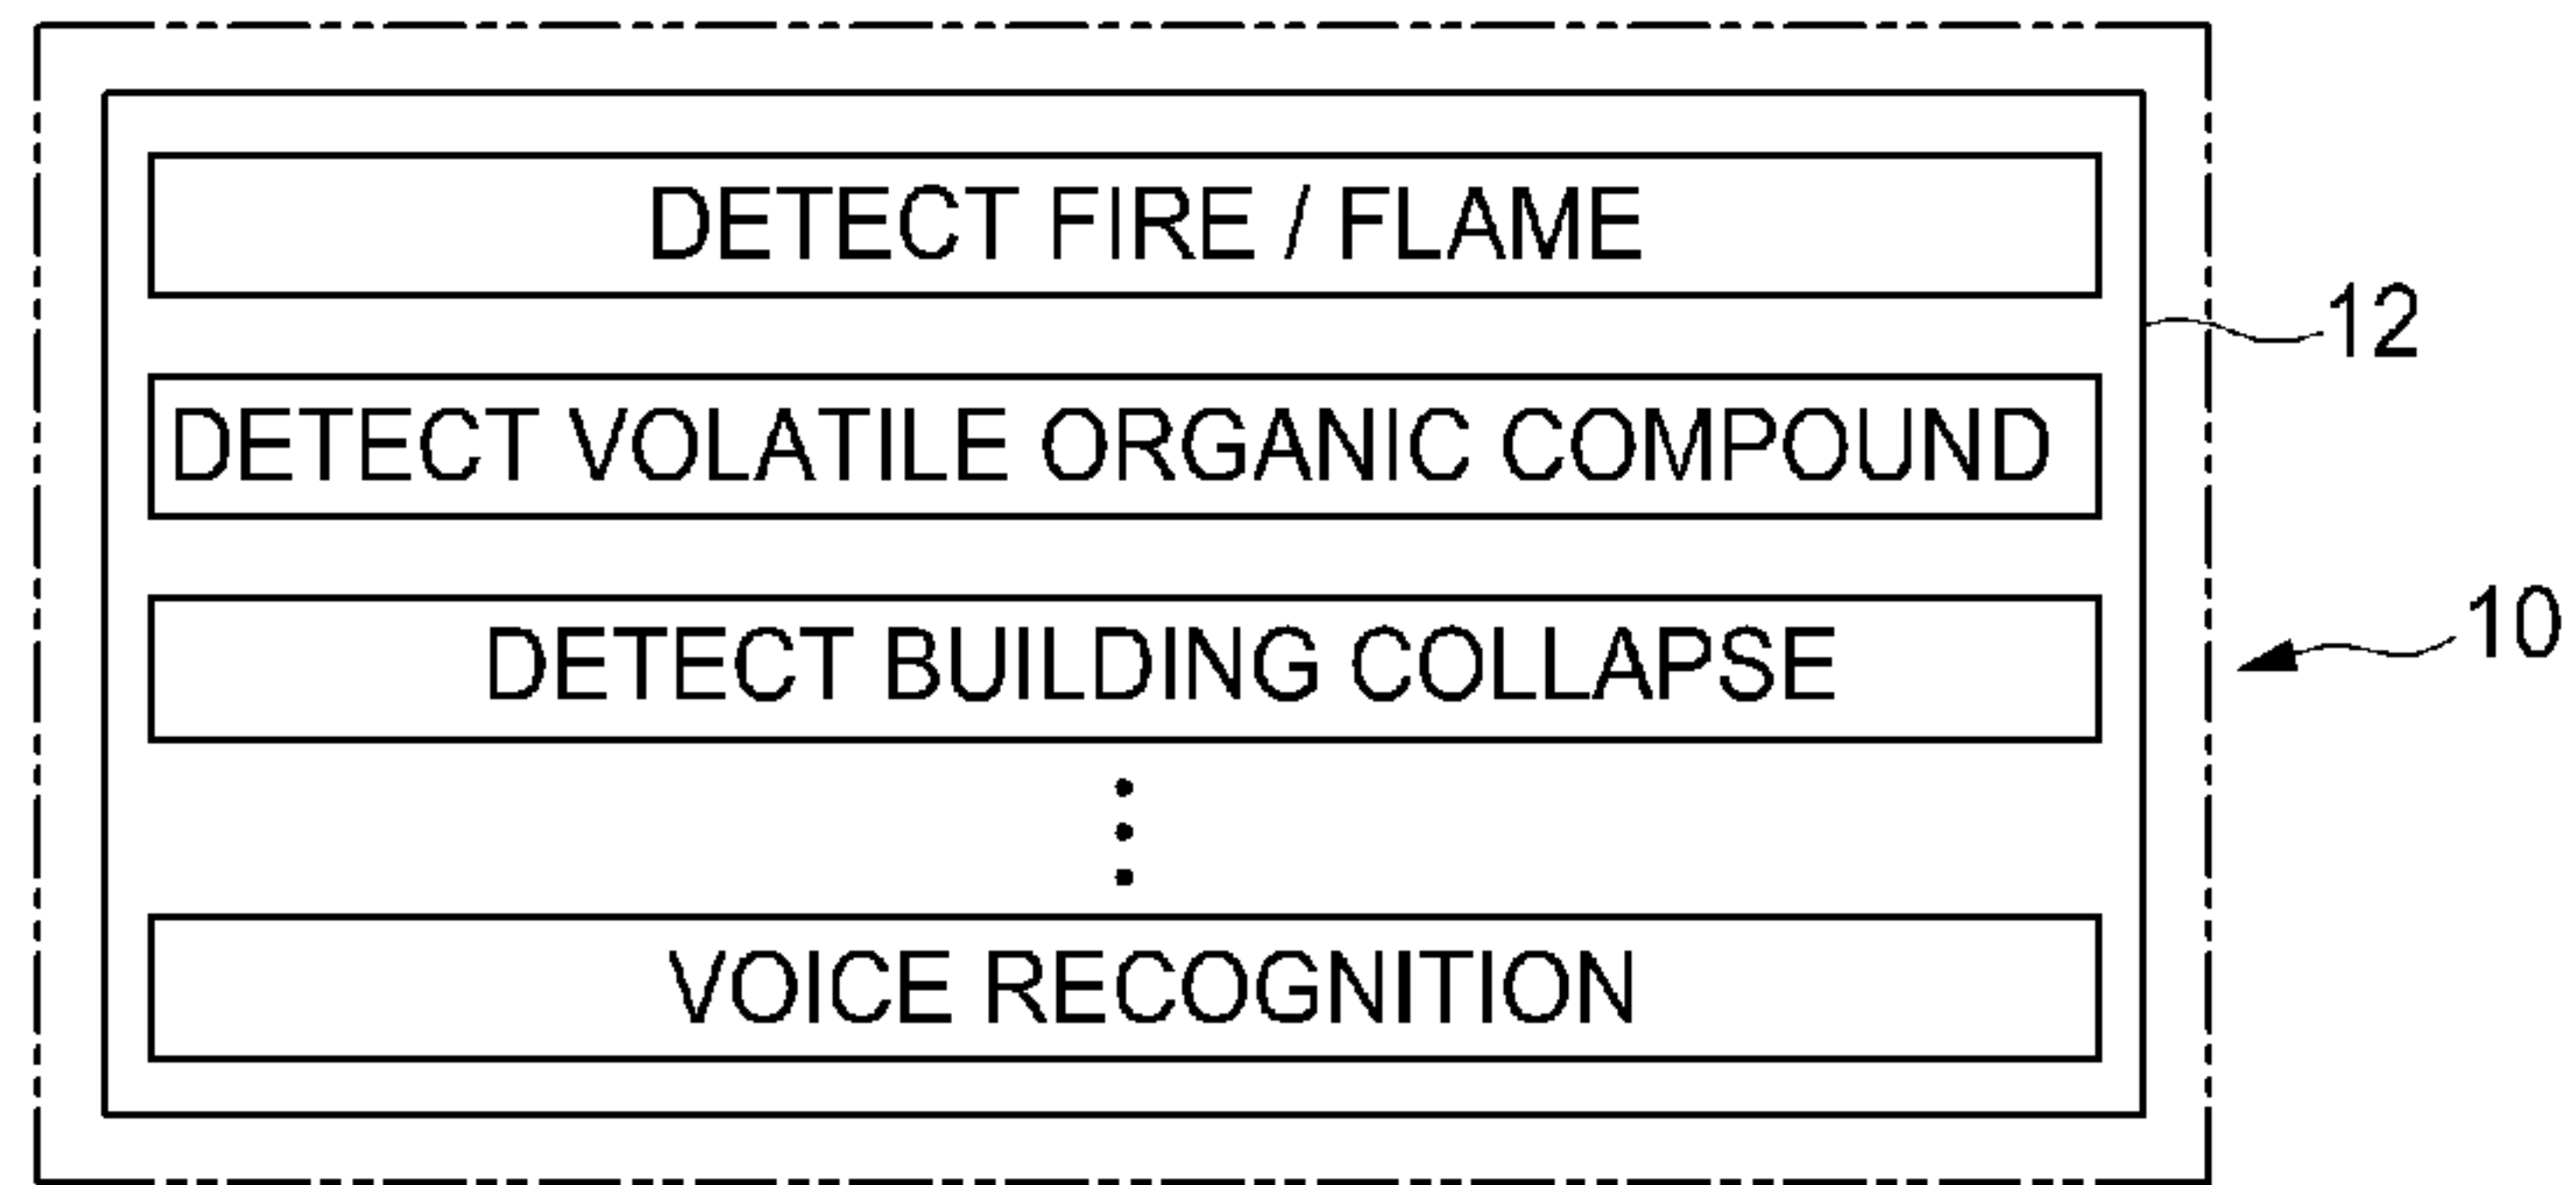 DETECT FIRE / FLAME
12
DETECT VOLATILE ORGANIC COMPOUND
DETECT BUILDING COLLAPSE
10
VOICE RECOGNITION